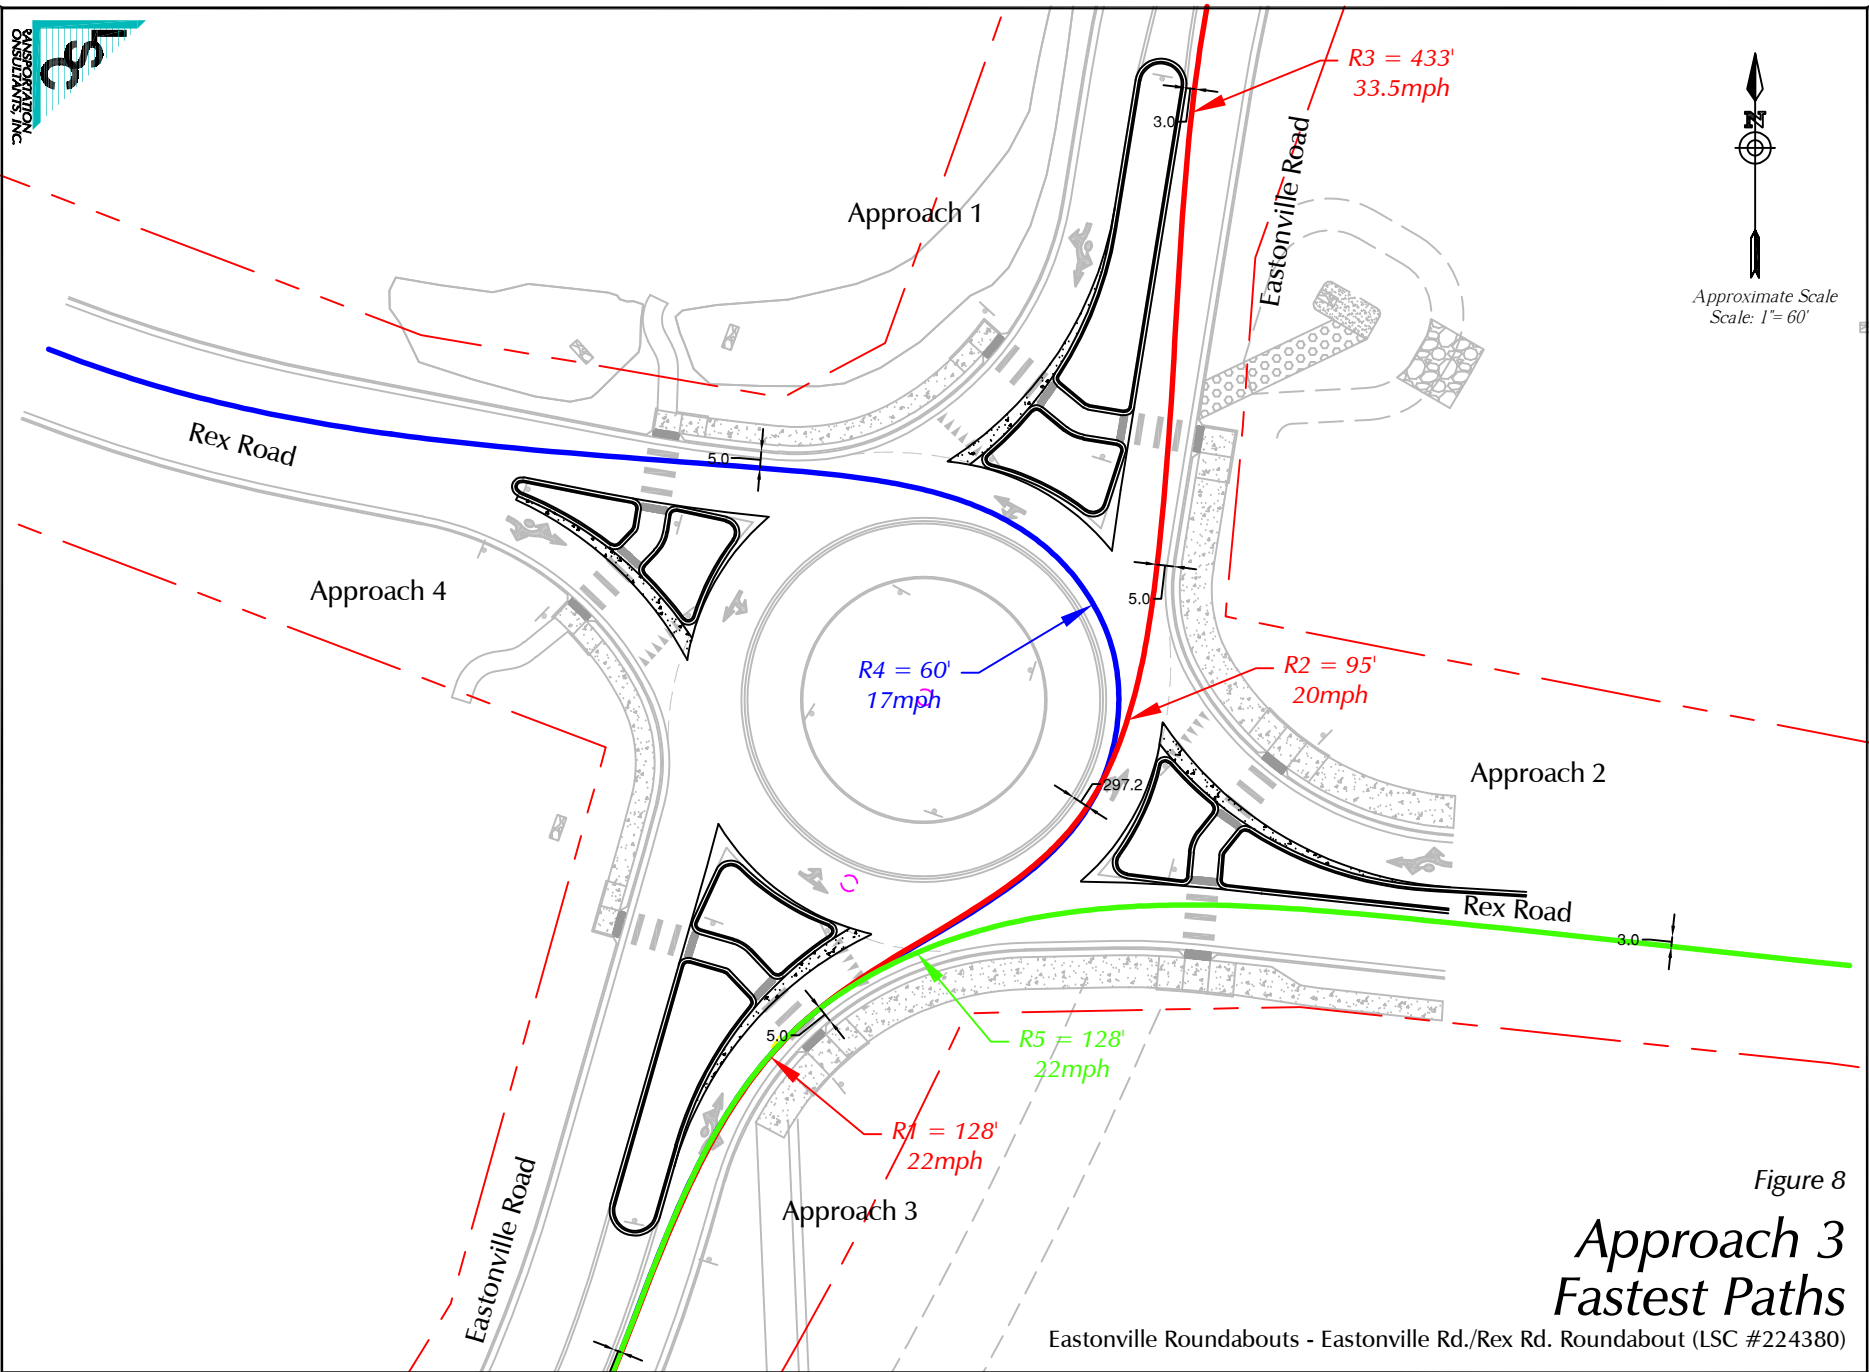 LSC
RANSPORTATION
ONSULTANTS, INC.
R3 = 433'
33.5mph
3.0
Eastonville Road
N
Approximate Scale
Scale: 1"= 60'
Approach 1
Rex Road
5.0
Approach 4
5.0
R4 = 60'
17mph
R2 = 95'
20mph
297.2
Approach 2
Rex Road
3.0
5.0
R5 = 128'
22mph
R1 = 128'
22mph
Approach 3
Eastonville Road
Figure 8
Approach 3
Fastest Paths
Eastonville Roundabouts - Eastonville Rd./Rex Rd. Roundabout (LSC #224380)